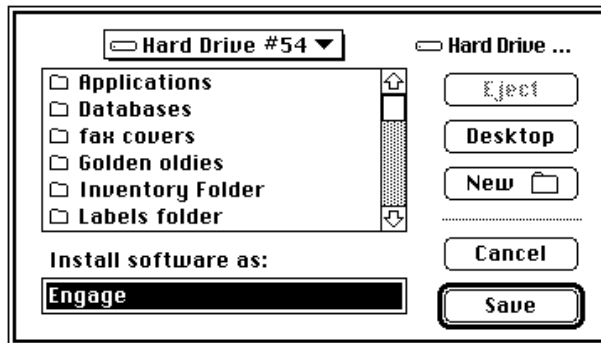 Hard Drive #54
Hard Drive ...
Applications
Databases
fax covers
Golden oldies
Inventory Folder
Labels folder
Eject
Desktop
New
Install software as:
Engage
Cancel
Save